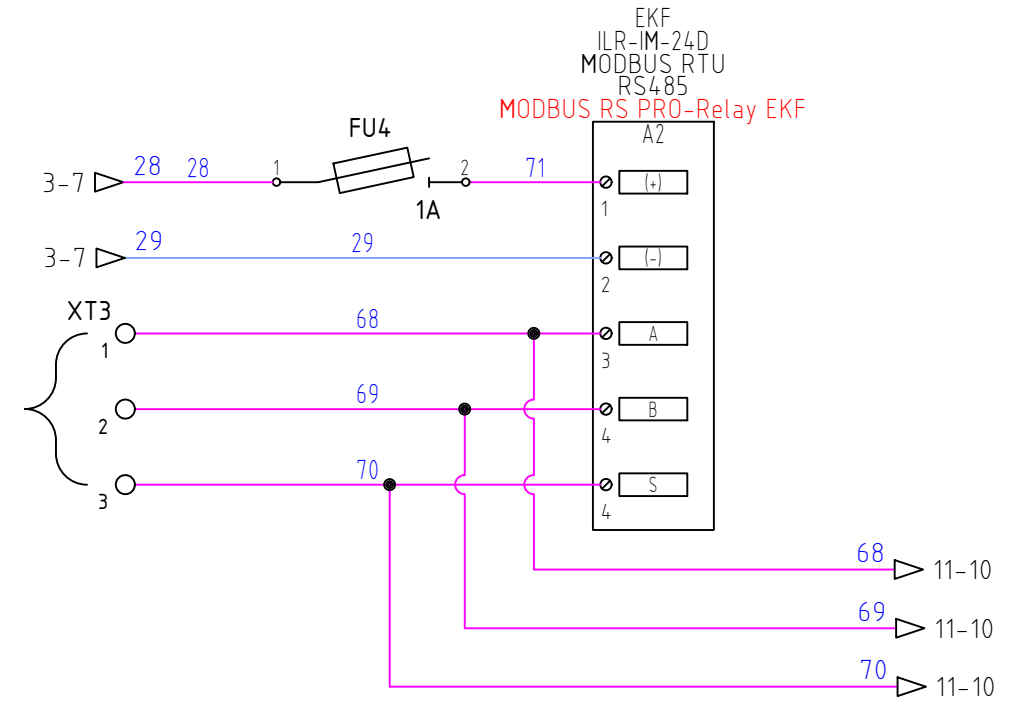 EKF
ILR-IM-24D
MODBUS RTU
RS485
MODBUS RS PRO-Relay EKF
A2
FU4
3-7 28 28 1 2 71 (+)
1A 1
3-7 29 29 (-)
2
XT3 68 A
1 3
69 B
2 4
70 S
3 4
68 11-10
69 11-10
70 11-10